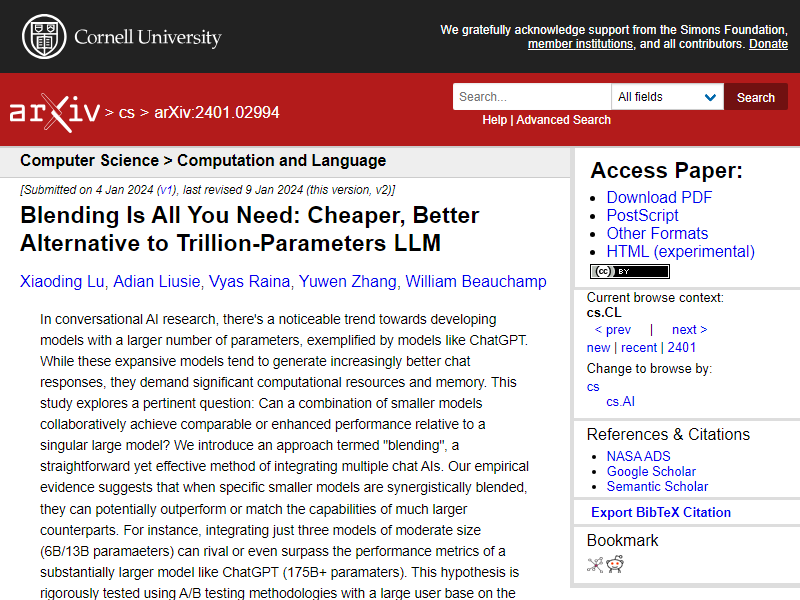 Cornell University
We gratefully acknowledge support from the Simons Foundation,
member institutions, and all contributors. Donate
arXiv > cs > arXiv:2401.02994
Search...
All fields
Search
Help | Advanced Search
Computer Science > Computation and Language
[Submitted on 4 Jan 2024 (v1), last revised 9 Jan 2024 (this version, v2)]
Blending Is All You Need: Cheaper, Better
Alternative to Trillion-Parameters LLM
Xiaoding Lu, Adian Liusie, Vyas Raina, Yuwen Zhang, William Beauchamp
In conversational AI research, there's a noticeable trend towards developing
models with a larger number of parameters, exemplified by models like ChatGPT.
While these expansive models tend to generate increasingly better chat
responses, they demand significant computational resources and memory. This
study explores a pertinent question: Can a combination of smaller models
collaboratively achieve comparable or enhanced performance relative to a
singular large model? We introduce an approach termed "blending", a
straightforward yet effective method of integrating multiple chat AIs. Our empirical
evidence suggests that when specific smaller models are synergistically blended,
they can potentially outperform or match the capabilities of much larger
counterparts. For instance, integrating just three models of moderate size
(6B/13B paramaeters) can rival or even surpass the performance metrics of a
substantially larger model like ChatGPT (175B+ paramaters). This hypothesis is
rigorously tested using A/B testing methodologies with a large user base on the
Access Paper:
Download PDF
PostScript
Other Formats
HTML (experimental)
(cc) BY
Current browse context:
cs.CL
< prev | next >
new | recent | 2401
Change to browse by:
cs
cs.AI
References & Citations
NASA ADS
Google Scholar
Semantic Scholar
Export BibTeX Citation
Bookmark